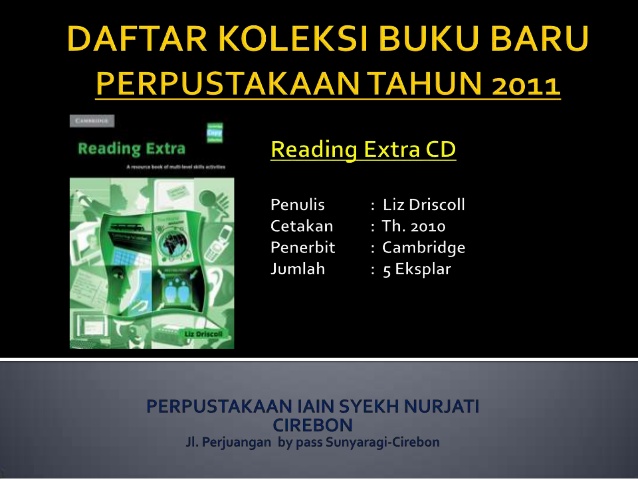 DAFTAR KOLEKSI BUKU BARU
PERPUSTAKAAN TAHUN 2011
CAMBRIDGE
Copy
Reading Extra
A resource book of multi-level skills activities
Liz Driscoll
Reading Extra CD
Penulis : Liz Driscoll
Cetakan : Th. 2010
Penerbit : Cambridge
Jumlah : 5 Eksplar
PERPUSTAKAAN IAIN SYEKH NURJATI
CIREBON
Jl. Perjuangan by pass Sunyaragi-Cirebon